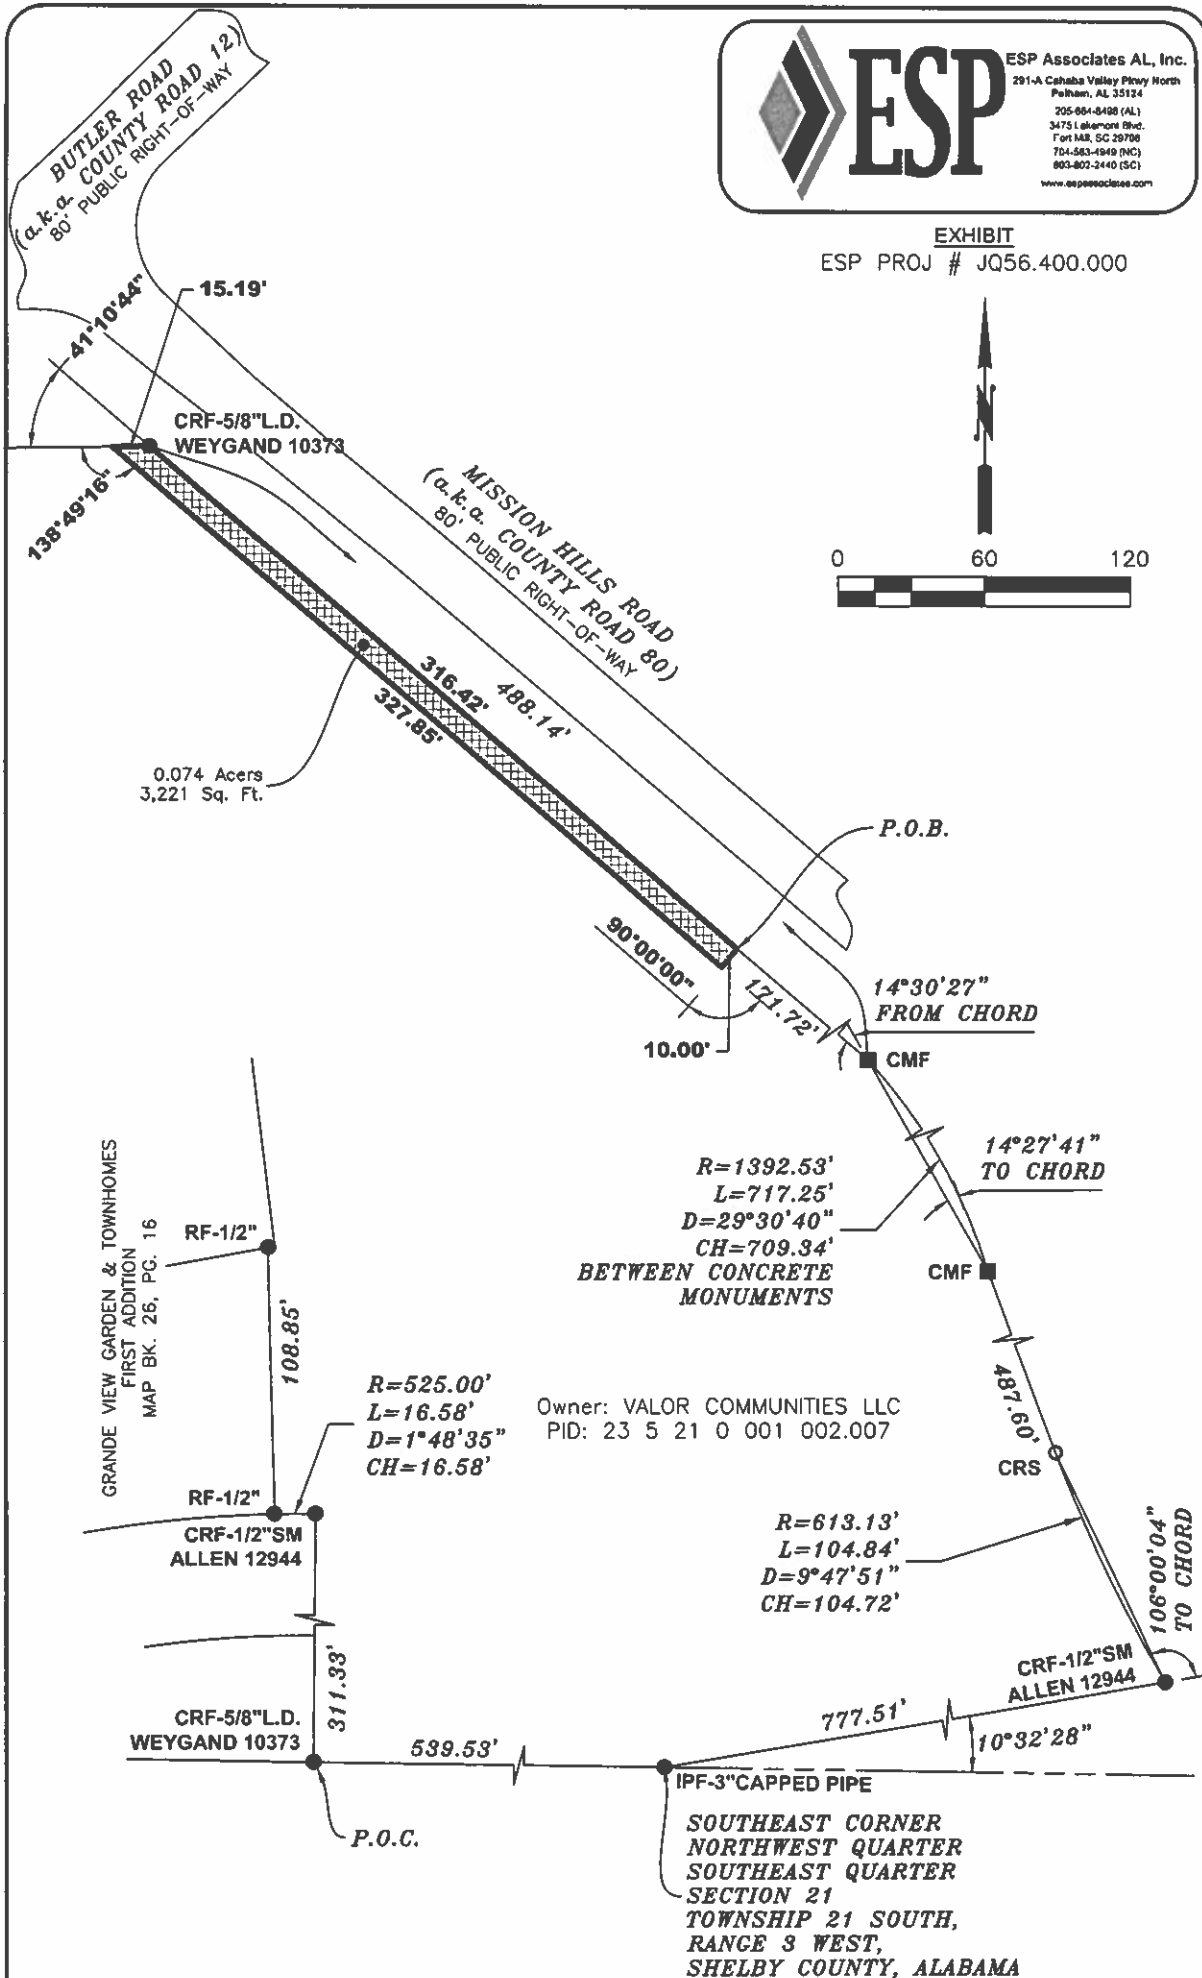 ESP
ESP Associates AL, Inc.
291-A Cahaba Valley Pkwy North
Pelham, AL 35124
205-664-8498 (AL)
3475 Lakemont Blvd.
Fort Mill, SC 29708
704-583-4949 (NC)
803-802-2440 (SC)
www.espassociates.com
EXHIBIT
ESP PROJ # JQ56.400.000
N
0 60 120
BUTLER ROAD
(a.k.a. COUNTY ROAD 12)
80' PUBLIC RIGHT-OF-WAY
41°10'44"
15.19'
CRF-5/8"L.D.
WEYGAND 10373
138°49'16"
MISSION HILLS ROAD
(a.k.a. COUNTY ROAD 80)
80' PUBLIC RIGHT-OF-WAY
316.42'
327.85'
488.14'
0.074 Acers
3,221 Sq. Ft.
P.O.B.
90°00'00"
171.72'
10.00'
14°30'27"
FROM CHORD
CMF
14°27'41"
TO CHORD
R=1392.53'
L=717.25'
D=29°30'40"
CH=709.34'
BETWEEN CONCRETE
MONUMENTS
CMF
GRANDE VIEW GARDEN & TOWNHOMES
FIRST ADDITION
MAP BK. 26, PG. 16
RF-1/2"
108.85'
R=525.00'
L=16.58'
D=1°48'35"
CH=16.58'
Owner: VALOR COMMUNITIES LLC
PID: 23 5 21 0 001 002.007
487.60'
CRS
RF-1/2"
CRF-1/2"SM
ALLEN 12944
R=613.13'
L=104.84'
D=9°47'51"
CH=104.72'
106°00'04"
TO CHORD
CRF-1/2"SM
ALLEN 12944
311.33'
CRF-5/8"L.D.
WEYGAND 10373
539.53'
777.51'
10°32'28"
IPF-3"CAPPED PIPE
P.O.C.
SOUTHEAST CORNER
NORTHWEST QUARTER
SOUTHEAST QUARTER
SECTION 21
TOWNSHIP 21 SOUTH,
RANGE 3 WEST,
SHELBY COUNTY, ALABAMA